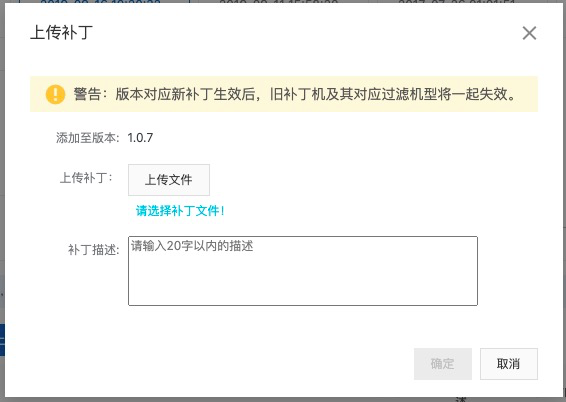 上传补丁
警告：版本对应新补丁生效后，旧补丁机及其对应过滤机型将一起失效。
添加至版本: 1.0.7
上传补丁： 上传文件
请选择补丁文件！
补丁描述: 请输入20字以内的描述
确定 取消